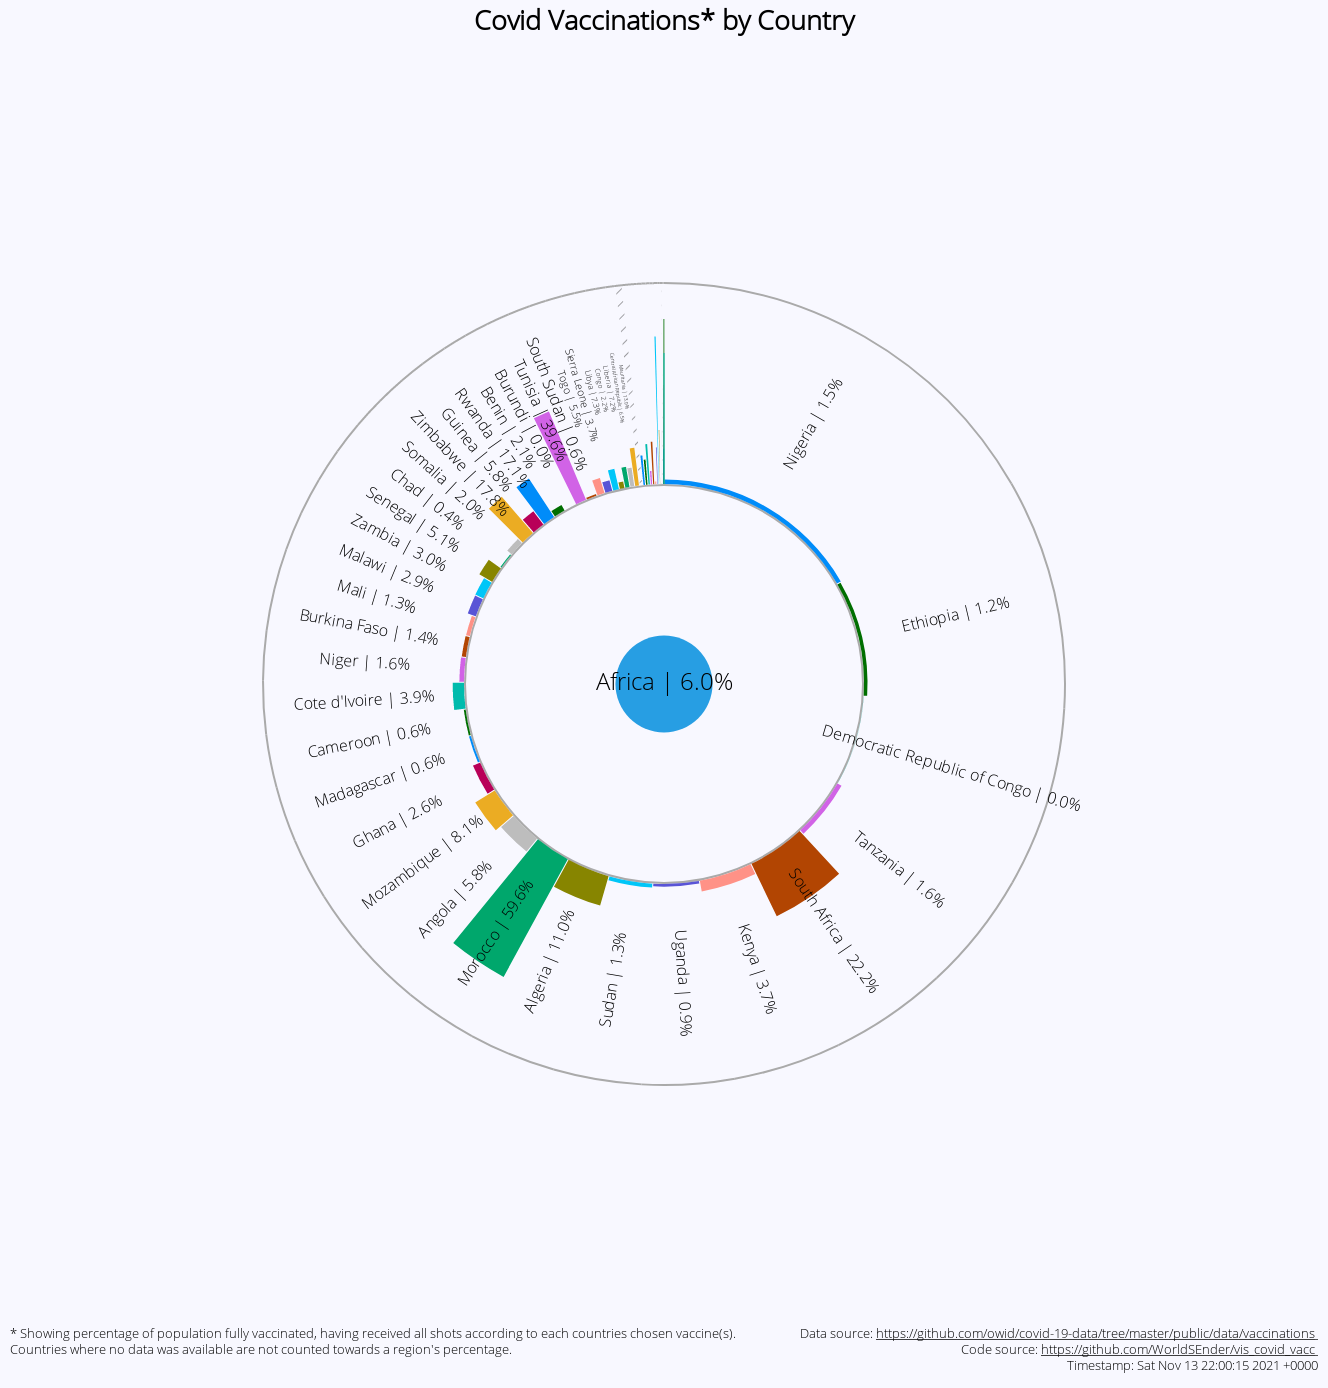 Covid Vaccinations* by Country
Nigeria | 1.5%
Ethiopia | 1.2%
Democratic Republic of Congo | 0.0%
Tanzania | 1.6%
South Africa | 22.2%
Kenya | 3.7%
Uganda | 0.9%
Sudan | 1.3%
Algeria | 11.0%
Morocco | 59.6%
Angola | 5.8%
Mozambique | 8.1%
Ghana | 2.6%
Madagascar | 0.6%
Cameroon | 0.6%
Cote d'Ivoire | 3.9%
Niger | 1.6%
Burkina Faso | 1.4%
Mali | 1.3%
Malawi | 2.9%
Zambia | 3.0%
Senegal | 5.1%
Chad | 0.4%
Somalia | 2.0%
Zimbabwe | 17.8%
Guinea | 5.8%
Rwanda | 17.1%
Benin | 2.1%
Burundi | 0.0%
Tunisia | 39.6%
South Sudan | 0.6%
Togo | 5.5%
Sierra Leone | 3.7%
Libya | 7.3%
Congo | 2.2%
Liberia | 7.2%
Africa | 6.0%
* Showing percentage of population fully vaccinated, having received all shots according to each countries chosen vaccine(s).
Countries where no data was available are not counted towards a region's percentage.
Data source: https://github.com/owid/covid-19-data/tree/master/public/data/vaccinations
Code source: https://github.com/WorldSEnder/vis_covid_vacc
Timestamp: Sat Nov 13 22:00:15 2021 +0000